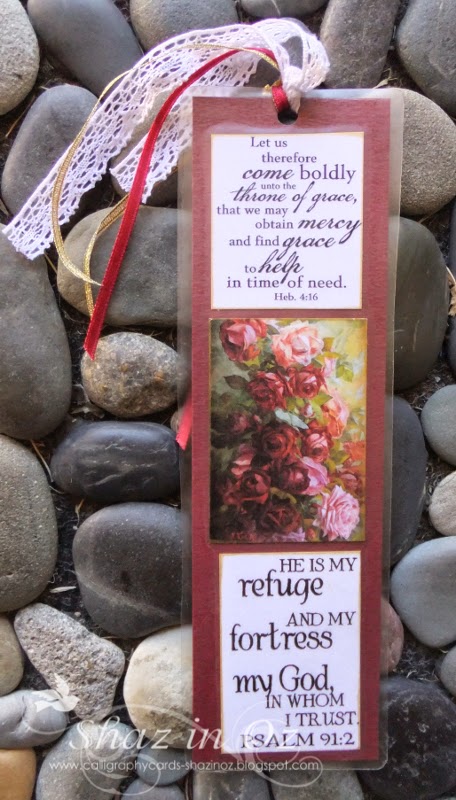 Let us
therefore
come boldly
unto the
throne of grace,
that we may
obtain mercy
and find grace
to help
in time of need.
Heb. 4:16
HE IS MY
refuge
AND MY
fortress
my God,
IN WHOM
I TRUST.
PSALM 91:2
Shaz in Oz
www.calligraphycards-shazinoz.blogspot.com